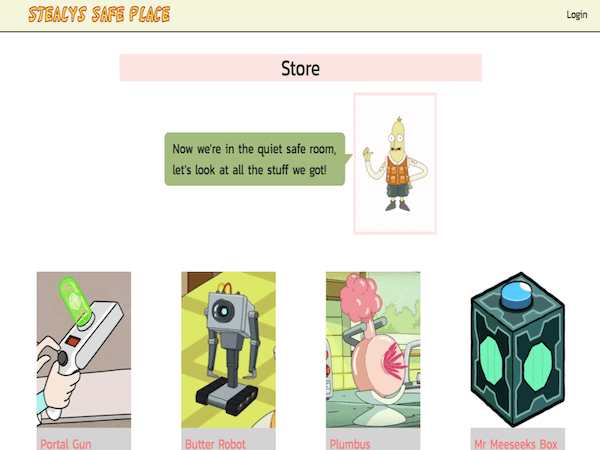 STEALYS SAFE PLACE
Login
Store
Now we're in the quiet safe room,
let's look at all the stuff we got!
Portal Gun
Butter Robot
Plumbus
Mr Meeseeks Box